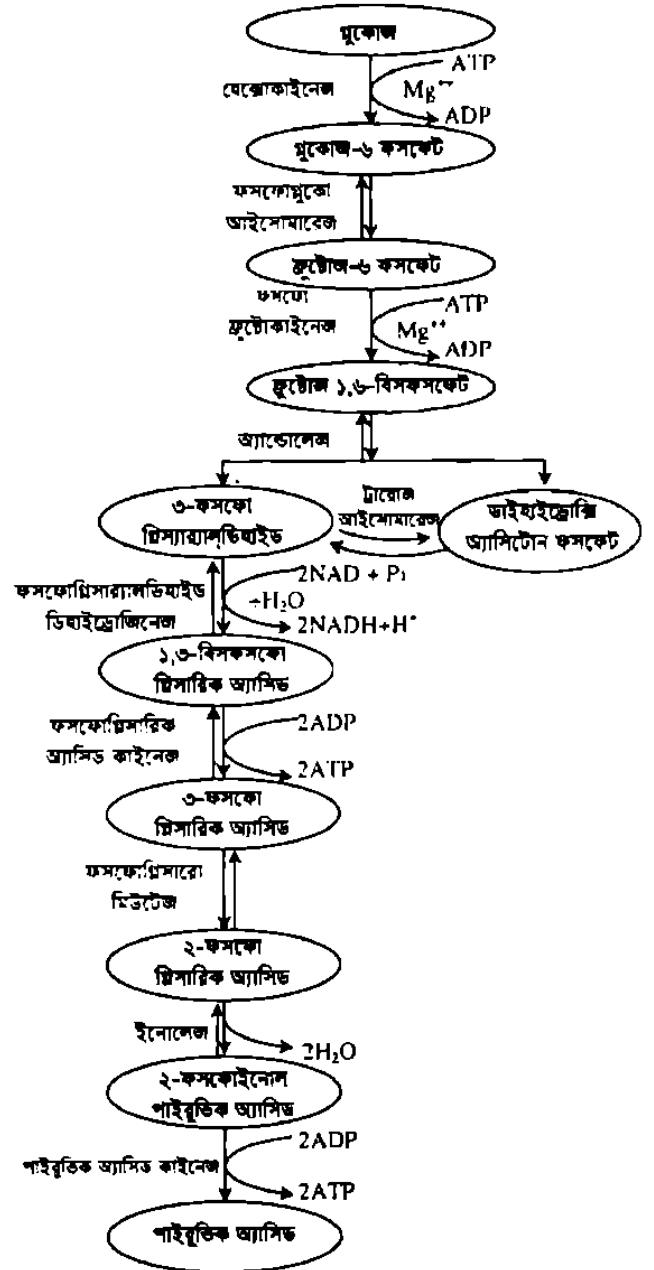 গ্লুকোজ
ATP
হেক্সোকাইনেজ
Mg⁺⁺
ADP
গ্লুকোজ-৬ ফসফেট
ফসফোগ্লুকো
আইসোমারেজ
ফ্রুক্টোজ-৬ ফসফেট
ফসফো
ফ্রুক্টোকাইনেজ
ATP
Mg⁺⁺
ADP
ফ্রুক্টোজ ১,৬-বিসফসফেট
অ্যাল্ডোলেজ
৩-ফসফো
গ্লিসার‍্যালডিহাইড
ট্রায়োজ
আইসোমারেজ
ডাইহাইড্রোক্সি
অ্যাসিটোন ফসফেট
ফসফোগ্লিসার‍্যালডিহাইড
ডিহাইড্রোজিনেজ
2NAD + Pi
+H₂O
2NADH+H⁺
১,৩-বিসফসফো
গ্লিসারিক অ্যাসিড
ফসফোগ্লিসারিক
অ্যাসিড কাইনেজ
2ADP
2ATP
৩-ফসফো
গ্লিসারিক অ্যাসিড
ফসফোগ্লিসারো
মিউটেজ
২-ফসফো
গ্লিসারিক অ্যাসিড
ইনোলেজ
2H₂O
২-ফসফোইনোল
পাইরুভিক অ্যাসিড
পাইরুভিক অ্যাসিড কাইনেজ
2ADP
2ATP
পাইরুভিক অ্যাসিড